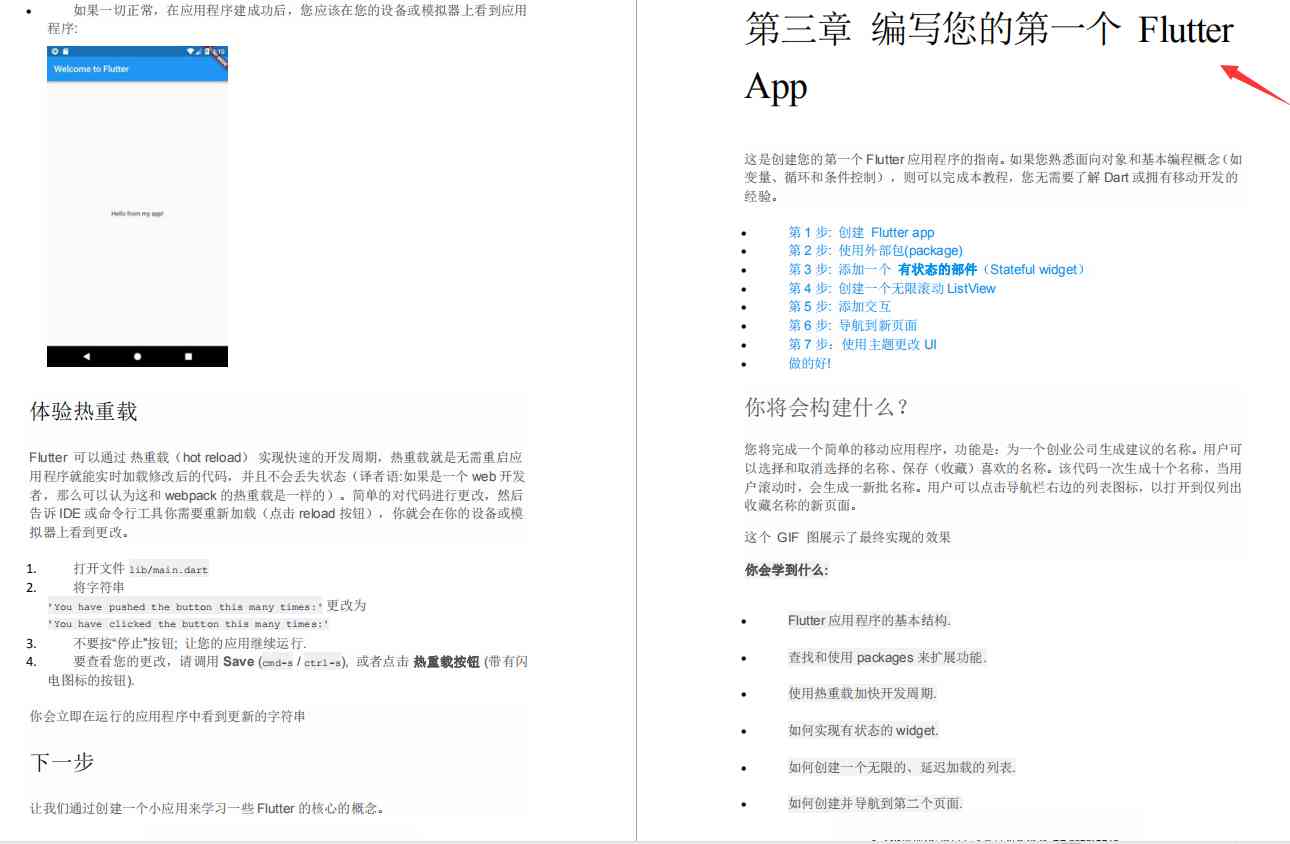 如果一切正常，在应用程序建成功后，您应该在您的设备或模拟器上看到应用
程序:
Welcome to Flutter
Hello from my app!
体验热重载
Flutter 可以通过 热重载（hot reload） 实现快速的开发周期，热重载就是无需重启应
用程序就能实时加载修改后的代码，并且不会丢失状态（译者语:如果是一个 web 开发
者，那么可以认为这和 webpack 的热重载是一样的）。简单的对代码进行更改，然后
告诉 IDE 或命令行工具你需要重新加载（点击 reload 按钮），你就会在你的设备或模
拟器上看到更改。
1. 打开文件 lib/main.dart
2. 将字符串
'You have pushed the button this many times:' 更改为
'You have clicked the button this many times:'
3. 不要按“停止”按钮; 让您的应用继续运行.
4. 要查看您的更改，请调用 Save (cmd-s / ctrl-s), 或者点击 热重载按钮 (带有闪
电图标的按钮).
你会立即在运行的应用程序中看到更新的字符串
下一步
让我们通过创建一个小应用来学习一些 Flutter 的核心的概念。
第三章 编写您的第一个 Flutter
App
这是创建您的第一个 Flutter 应用程序的指南。如果您熟悉面向对象和基本编程概念（如
变量、循环和条件控制），则可以完成本教程，您无需要了解 Dart 或拥有移动开发的
经验。
第 1 步: 创建 Flutter app
第 2 步: 使用外部包(package)
第 3 步: 添加一个 有状态的部件（Stateful widget）
第 4 步: 创建一个无限滚动 ListView
第 5 步: 添加交互
第 6 步: 导航到新页面
第 7 步：使用主题更改 UI
做的好!
你将会构建什么？
您将完成一个简单的移动应用程序，功能是：为一个创业公司生成建议的名称。用户可
以选择和取消选择的名称、保存（收藏）喜欢的名称。该代码一次生成十个名称，当用
户滚动时，会生成一新批名称。用户可以点击导航栏右边的列表图标，以打开到仅列出
收藏名称的新页面。
这个 GIF 图展示了最终实现的效果
你会学到什么:
Flutter 应用程序的基本结构.
查找和使用 packages 来扩展功能.
使用热重载加快开发周期.
如何实现有状态的 widget.
如何创建一个无限的、延迟加载的列表.
如何创建并导航到第二个页面.